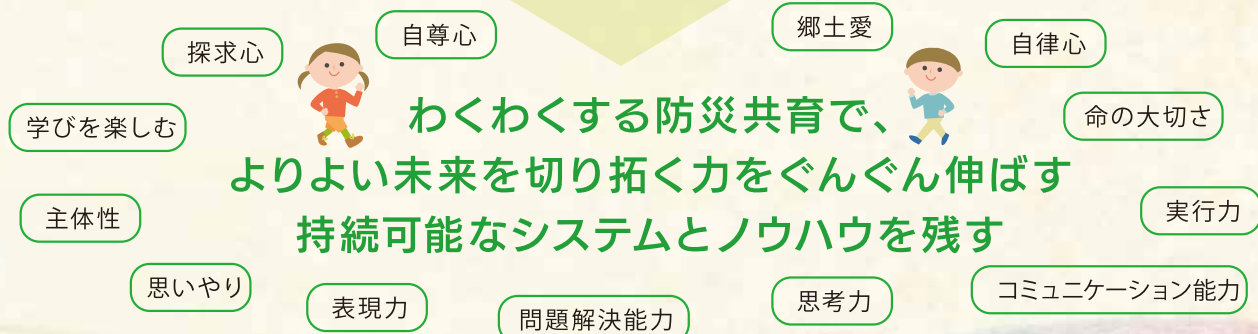 郷土愛
自尊心
自律心
探求心
わくわくする防災共育で、
命の大切さ
学びを楽しむ
よりよい未来を切り拓く力をぐんぐん伸ばす
主体性
実行力
持続可能なシステムとノウハウを残す
思いやり
コミュニケーション能力
表現力
思考力
問題解決能力